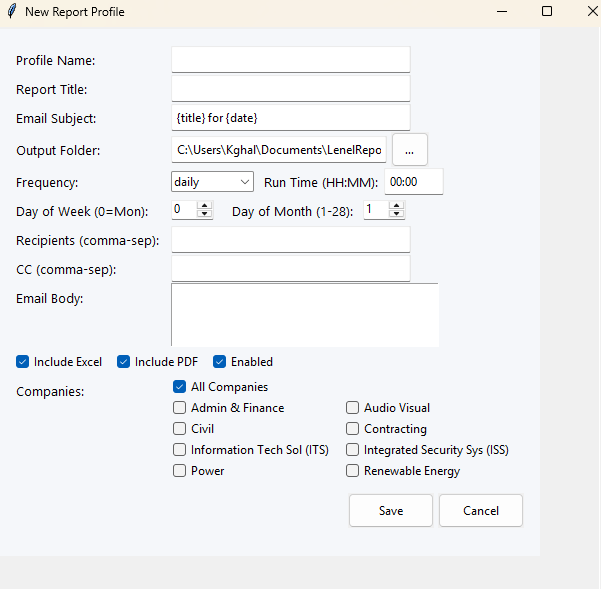 New Report Profile
Profile Name:
Report Title:
Email Subject: {title} for {date}
Output Folder: C:\Users\Kghal\Documents\LenelRepo ...
Frequency: daily Run Time (HH:MM): 00:00
Day of Week (0=Mon): 0 Day of Month (1-28): 1
Recipients (comma-sep):
CC (comma-sep):
Email Body:
Include Excel Include PDF Enabled
Companies: All Companies
Admin & Finance Audio Visual
Civil Contracting
Information Tech Sol (ITS) Integrated Security Sys (ISS)
Power Renewable Energy
Save Cancel